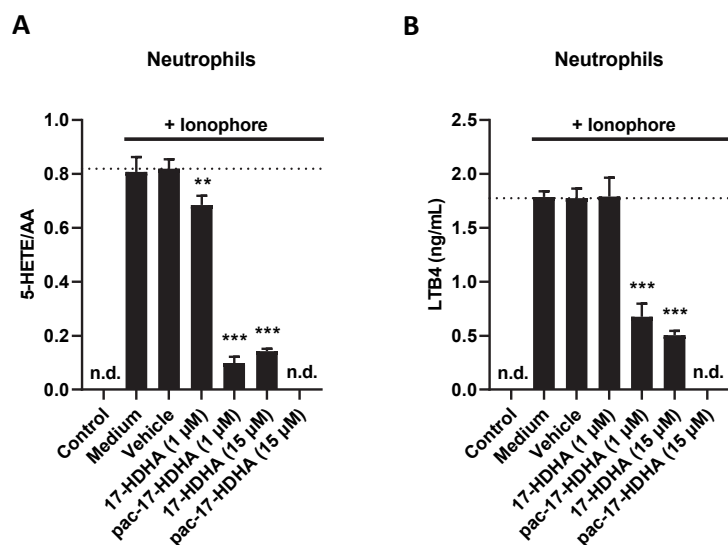 A
Neutrophils
+ Ionophore
5-HETE/AA
1.0
0.8
0.6
0.4
0.2
0.0
n.d.
**
***
***
n.d.
Control
Medium
Vehicle
17-HDHA (1 µM)
pac-17-HDHA (1 µM)
17-HDHA (15 µM)
pac-17-HDHA (15 µM)
B
Neutrophils
+ Ionophore
LTB4 (ng/mL)
2.5
2.0
1.5
1.0
0.5
0.0
n.d.
***
***
n.d.
Control
Medium
Vehicle
17-HDHA (1 µM)
pac-17-HDHA (1 µM)
17-HDHA (15 µM)
pac-17-HDHA (15 µM)